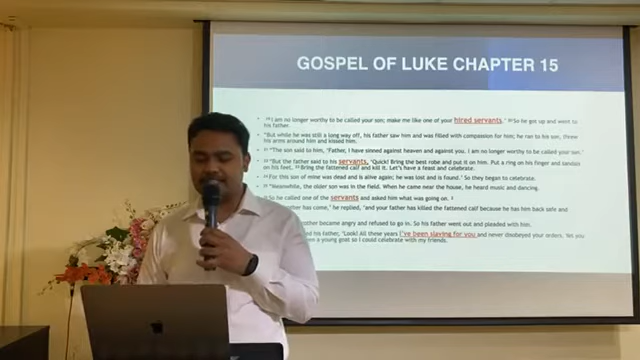 GOSPEL OF LUKE CHAPTER 15
19 I am no longer worthy to be called your son; make me like one of your hired servants.' 20 So he got up and went to
his father.
"But while he was still a long way off, his father saw him and was filled with compassion for him; he ran to his son, threw
his arms around him and kissed him.
21 "The son said to him, 'Father, I have sinned against heaven and against you. I am no longer worthy to be called your son.'
22 "But the father said to his servants, 'Quick! Bring the best robe and put it on him. Put a ring on his finger and sandals
on his feet. 23 Bring the fattened calf and kill it. Let's have a feast and celebrate.
24 For this son of mine was dead and is alive again; he was lost and is found.' So they began to celebrate.
25 "Meanwhile, the older son was in the field. When he came near the house, he heard music and dancing.
26 So he called one of the servants and asked him what was going on.
brother has come,' he replied, 'and your father has killed the fattened calf because he has him back safe and
brother became angry and refused to go in. So his father went out and pleaded with him.
his father, 'Look! All these years I've been slaving for you and never disobeyed your orders. Yet you
a young goat so I could celebrate with my friends.